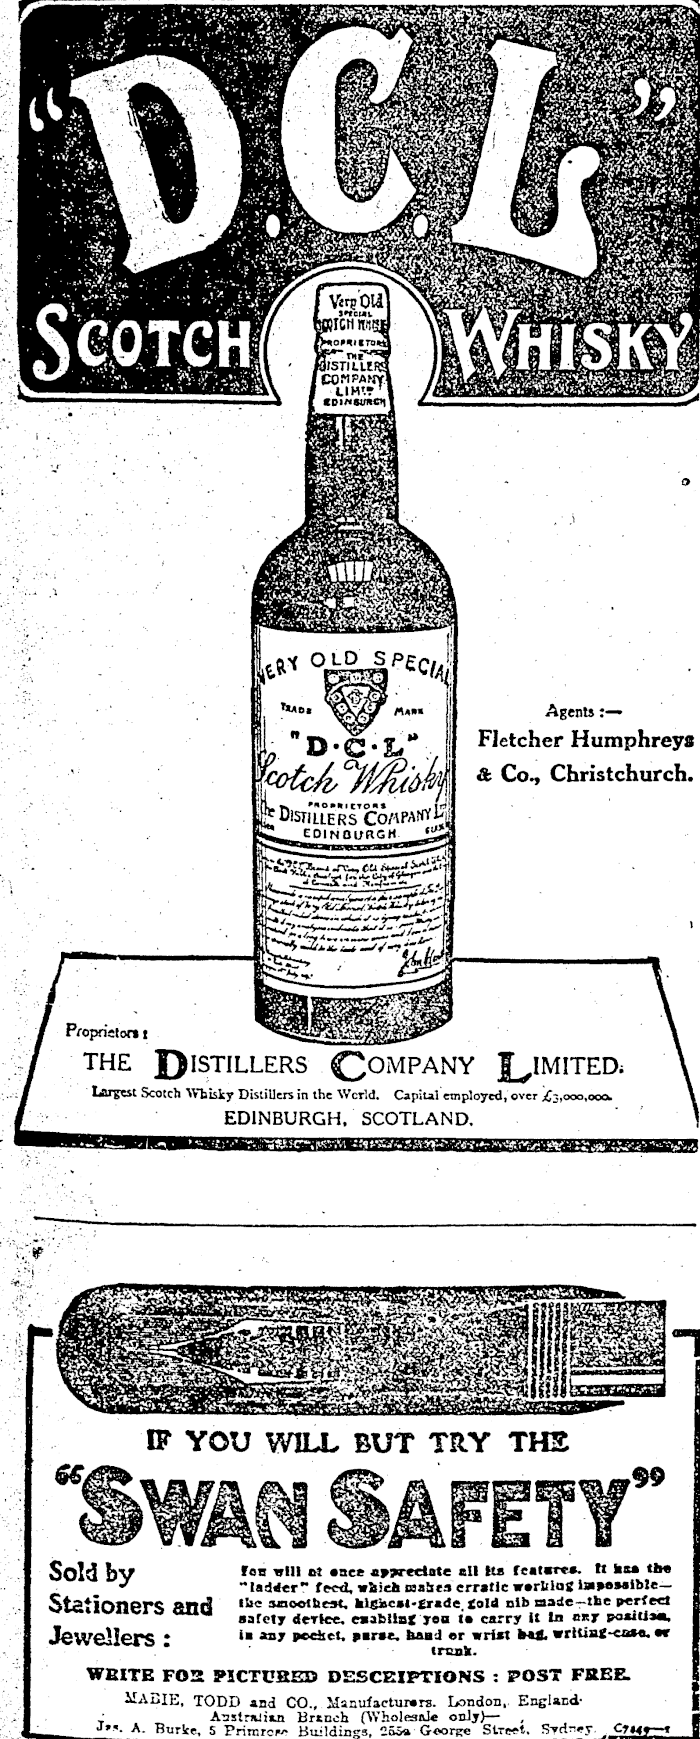 "D.C.L"
SCOTCH WHISKY
Very Old
SPECIAL
SCOTCH WHISKY
PROPRIETORS
THE
DISTILLERS
COMPANY
LIMTD
EDINBURGH
VERY OLD SPECIAL
TRADE MARK
"D.C.L"
Scotch Whisky
PROPRIETORS
The DISTILLERS COMPANY LTD
EDINBURGH.
Agents :—
Fletcher Humphreys
& Co., Christchurch.
Proprietors :
THE DISTILLERS COMPANY LIMITED.
Largest Scotch Whisky Distillers in the World. Capital employed, over £3,000,000.
EDINBURGH, SCOTLAND.
IF YOU WILL BUT TRY THE
"SWAN SAFETY"
Sold by
Stationers and
Jewellers :
You will at once appreciate all its features. It has the
"ladder" feed, which makes erratic working impossible—
the smoothest, highest-grade gold nib made—the perfect
safety device, enabling you to carry it in any position,
in any pocket, purse, hand or wrist bag, writing-case, or
trunk.
WRITE FOR PICTURED DESCRIPTIONS : POST FREE.
MABIE, TODD and CO., Manufacturers. London, England.
Australian Branch (Wholesale only)—
Jas. A. Burke, 5 Primrose Buildings, 255a George Street, Sydney.